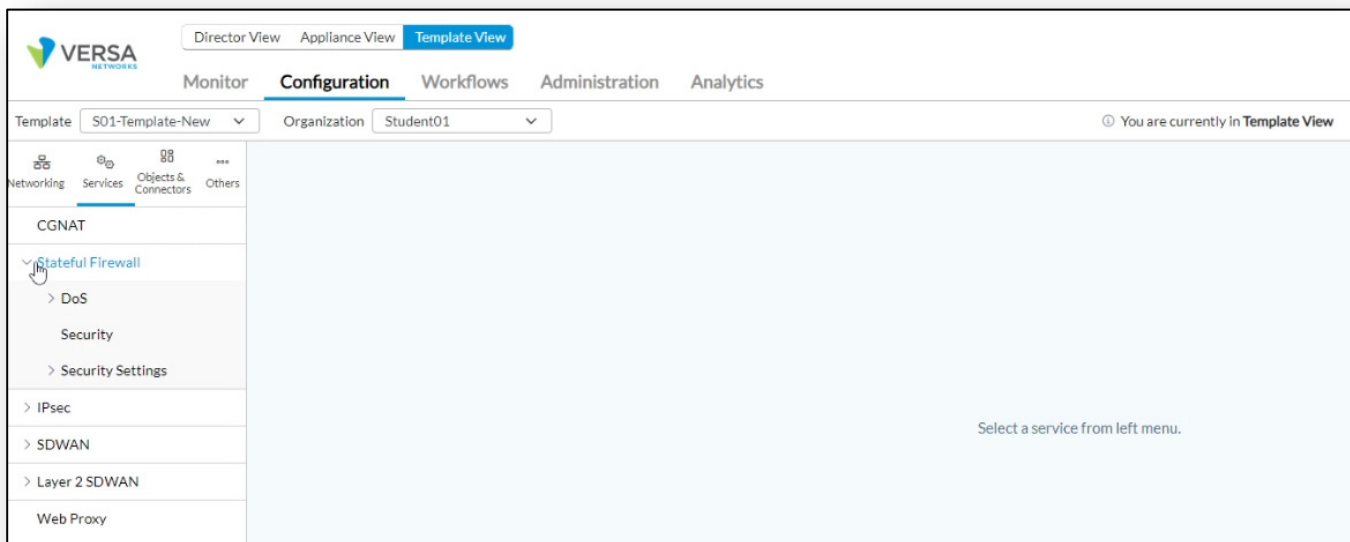 VERSA
NETWORKS
Director View Appliance View Template View
Monitor Configuration Workflows Administration Analytics
Template S01-Template-New Organization Student01 You are currently in Template View
Networking Services Objects & Connectors Others
CGNAT
Stateful Firewall
DoS
Security
Security Settings
IPsec
SDWAN
Layer 2 SDWAN
Web Proxy
Select a service from left menu.